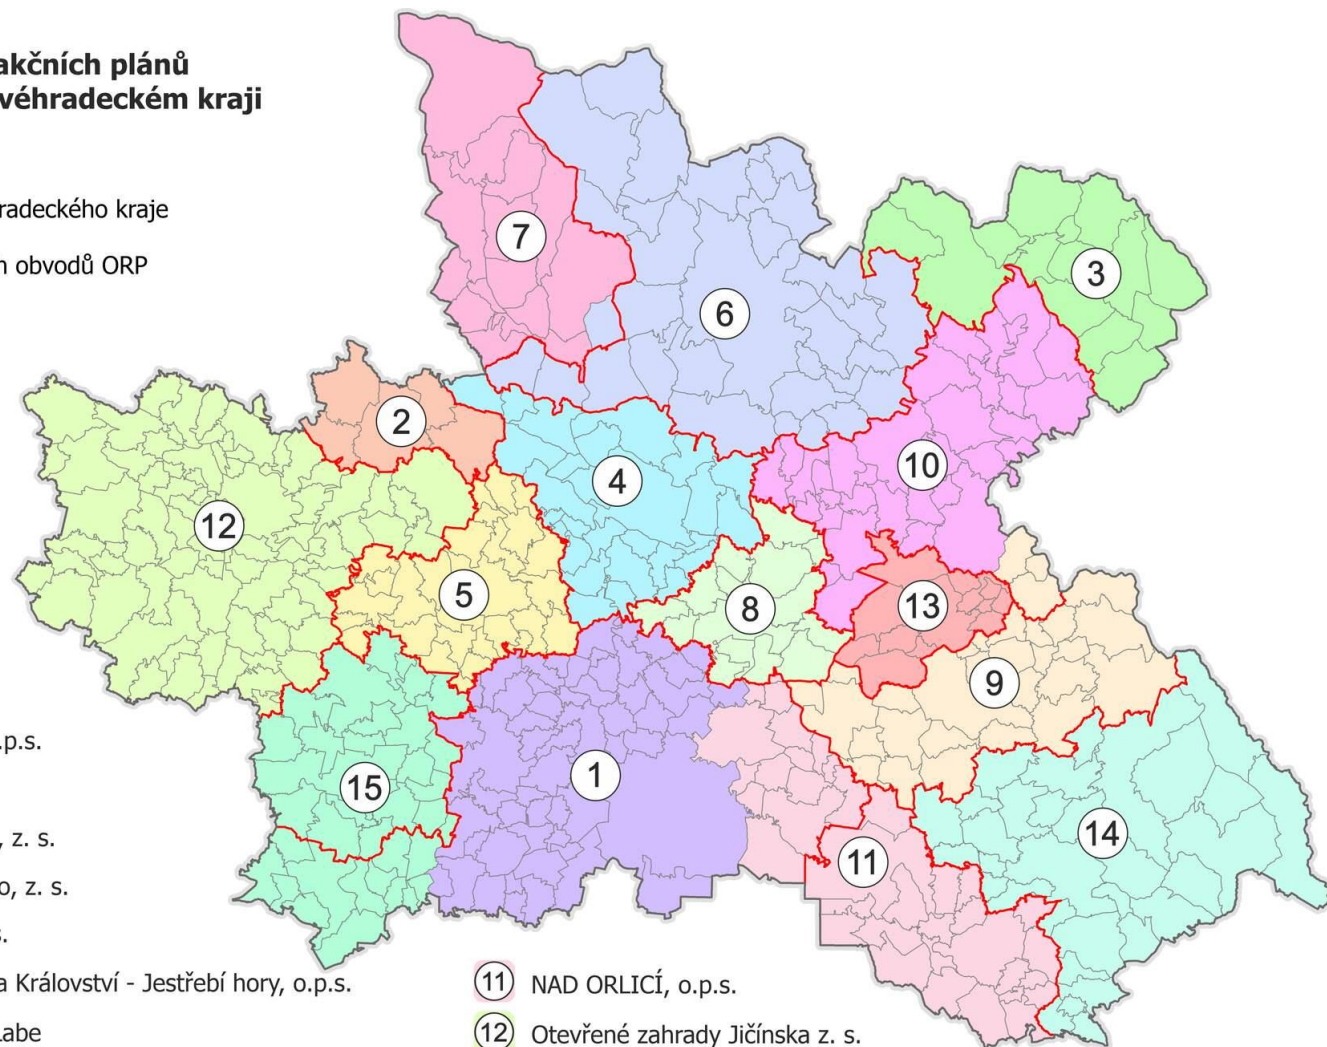 akčních plánů
véhradeckém kraji
radeckého kraje
n obvodů ORP
7
6
3
2
4
10
12
5
8
13
9
.p.s.
1
15
14
, z. s.
11
o, z. s.
s.
a Království - Jestřebí hory, o.p.s.
11 NAD ORLICÍ, o.p.s.
Labe
12 Otevřené zahrady Jičínska z. s.